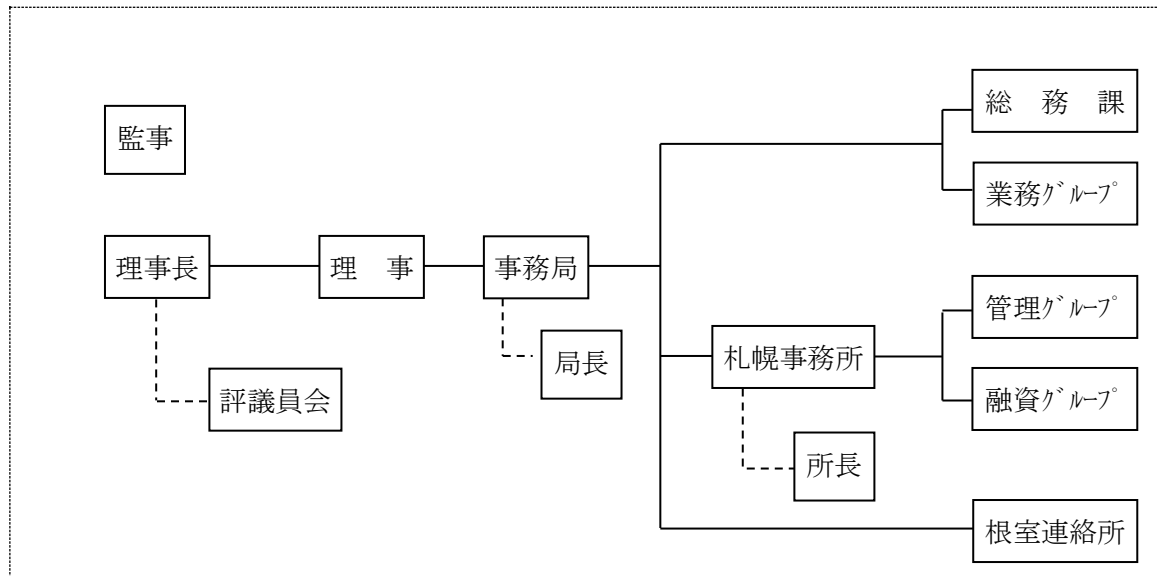 監事
総　務　課
業務ｸﾞﾙｰﾌﾟ
理事長
理　事
事務局
管理ｸﾞﾙｰﾌﾟ
局長
札幌事務所
評議員会
融資ｸﾞﾙｰﾌﾟ
所長
根室連絡所